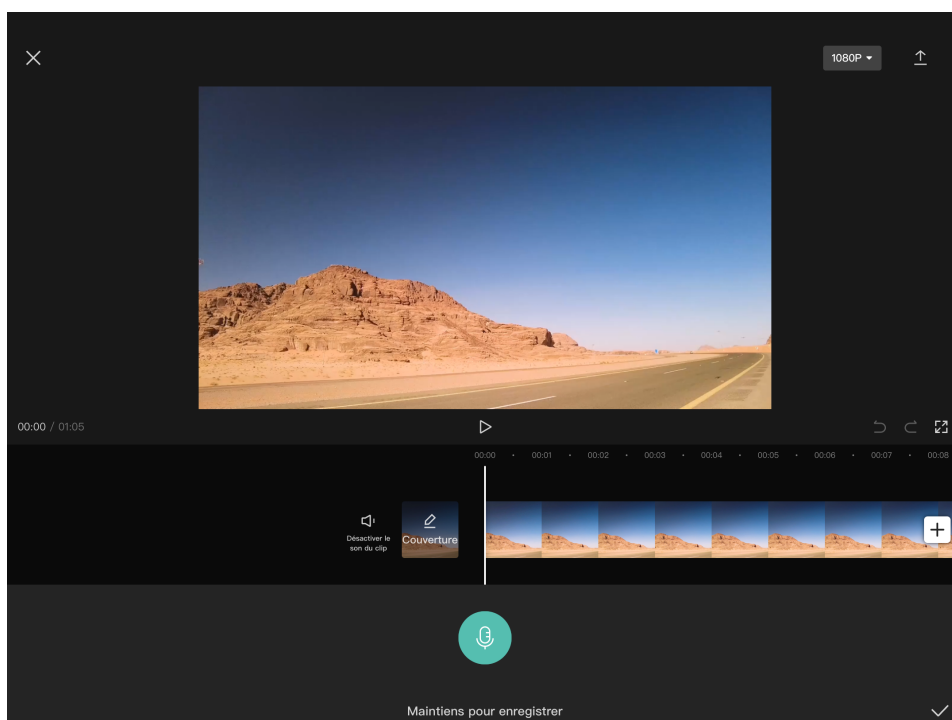 1080P
00:00 / 01:05
00:00 00:01 00:02 00:03 00:04 00:05 00:06 00:07 00:08
Désactiver le
son du clip
Couverture
Maintiens pour enregistrer